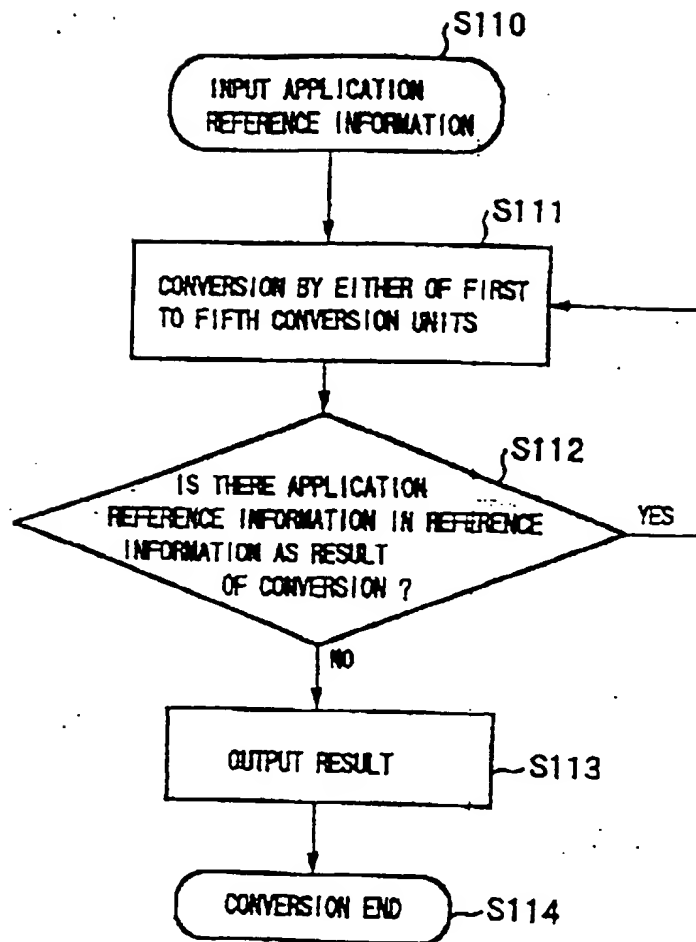 S110
INPUT APPLICATION
REFERENCE INFORMATION
S111
CONVERSION BY EITHER OF FIRST
TO FIFTH CONVERSION UNITS
S112
IS THERE APPLICATION
REFERENCE INFORMATION IN REFERENCE
INFORMATION AS RESULT
OF CONVERSION ?
YES
NO
OUTPUT RESULT
S113
CONVERSION END
S114